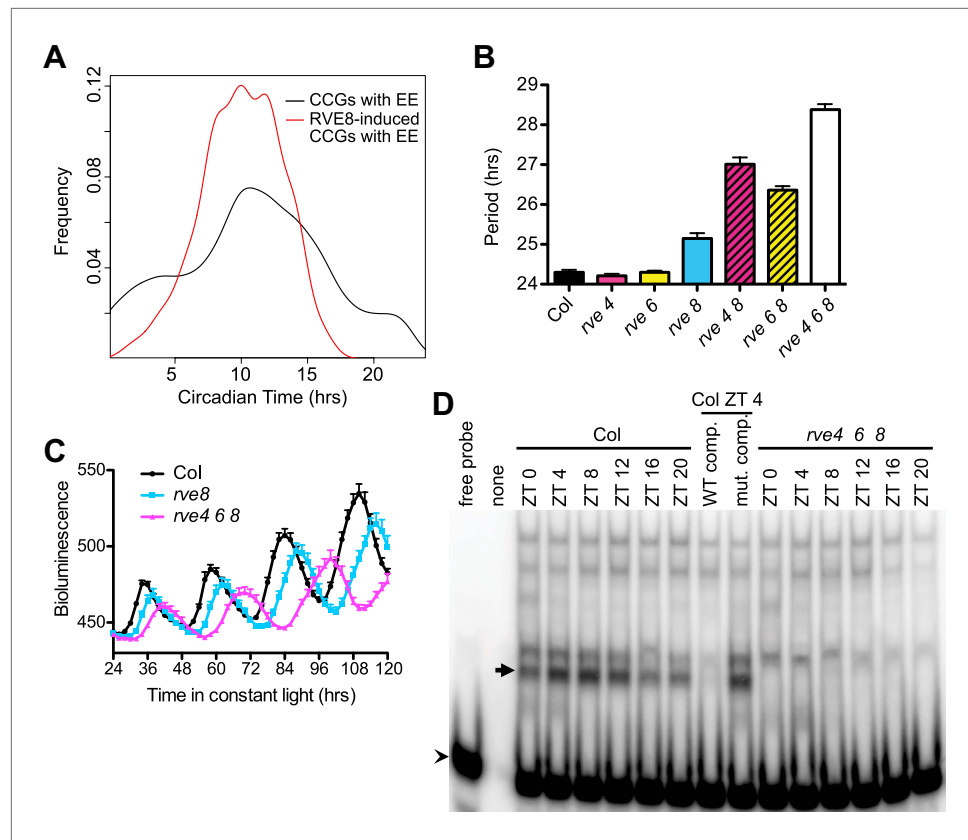 A
0.12
0.08
0.04
Frequency
CCGs with EE
RVE8-induced
CCGs with EE
5
10
15
20
Circadian Time (hrs)
B
29
28
27
26
25
24
Period (hrs)
Col
rve 4
rve 6
rve 8
rve 4 8
rve 6 8
rve 4 6 8
C
550
500
450
Bioluminescence
Col
rve8
rve4 6 8
24
36
48
60
72
84
96
108
120
Time in constant light (hrs)
D
Col ZT 4
Col
rve4 6 8
free probe
none
ZT 0
ZT 4
ZT 8
ZT 12
ZT 16
ZT 20
WT comp.
mut. comp.
ZT 0
ZT 4
ZT 8
ZT 12
ZT 16
ZT 20